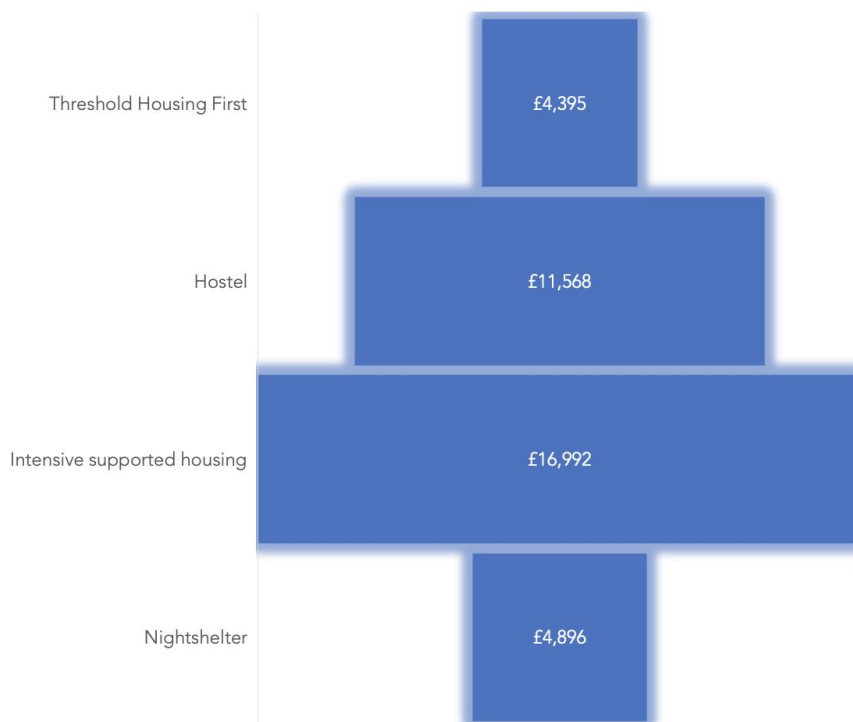 Threshold Housing First £4,395
Hostel £11,568
Intensive supported housing £16,992
Nightshelter £4,896